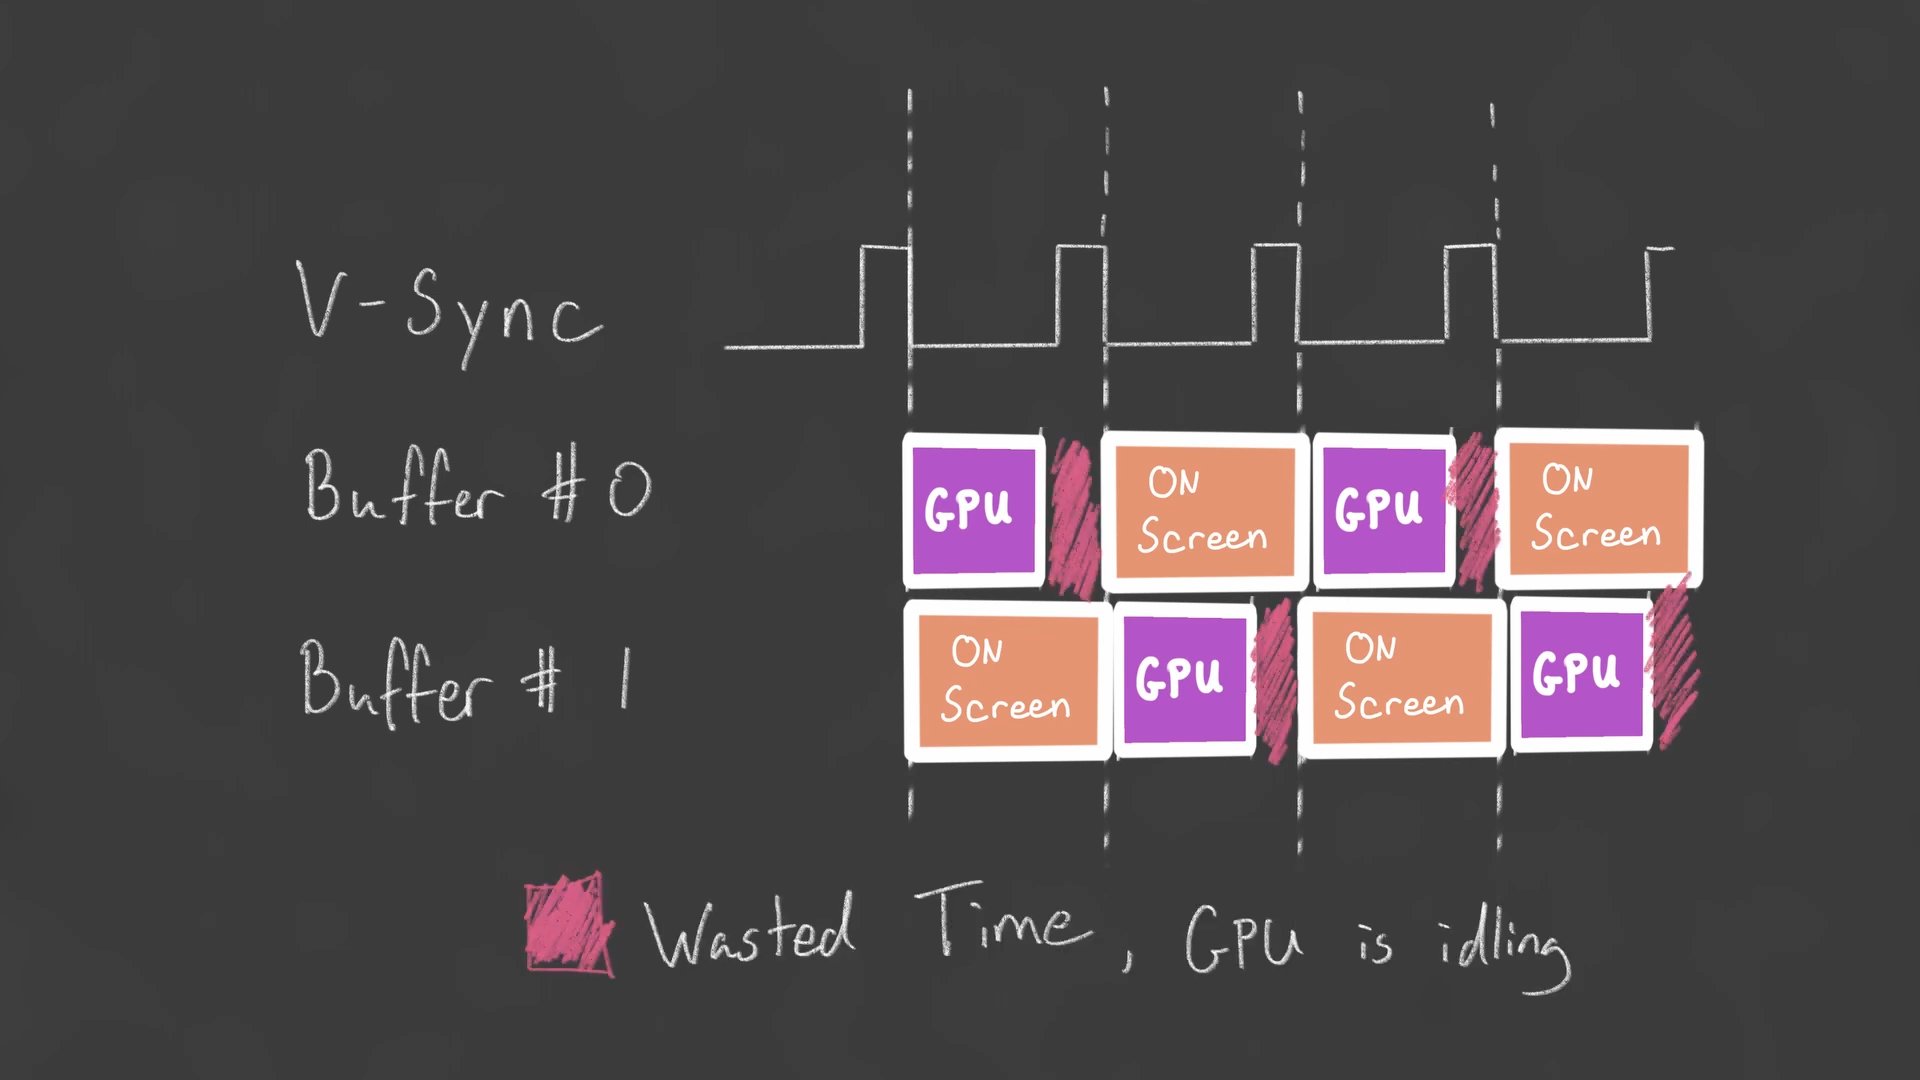 V-Sync
Buffer #0
GPU
ON
Screen
GPU
ON
Screen
Buffer # 1
ON
Screen
GPU
ON
Screen
GPU
Wasted Time, GPU is idling